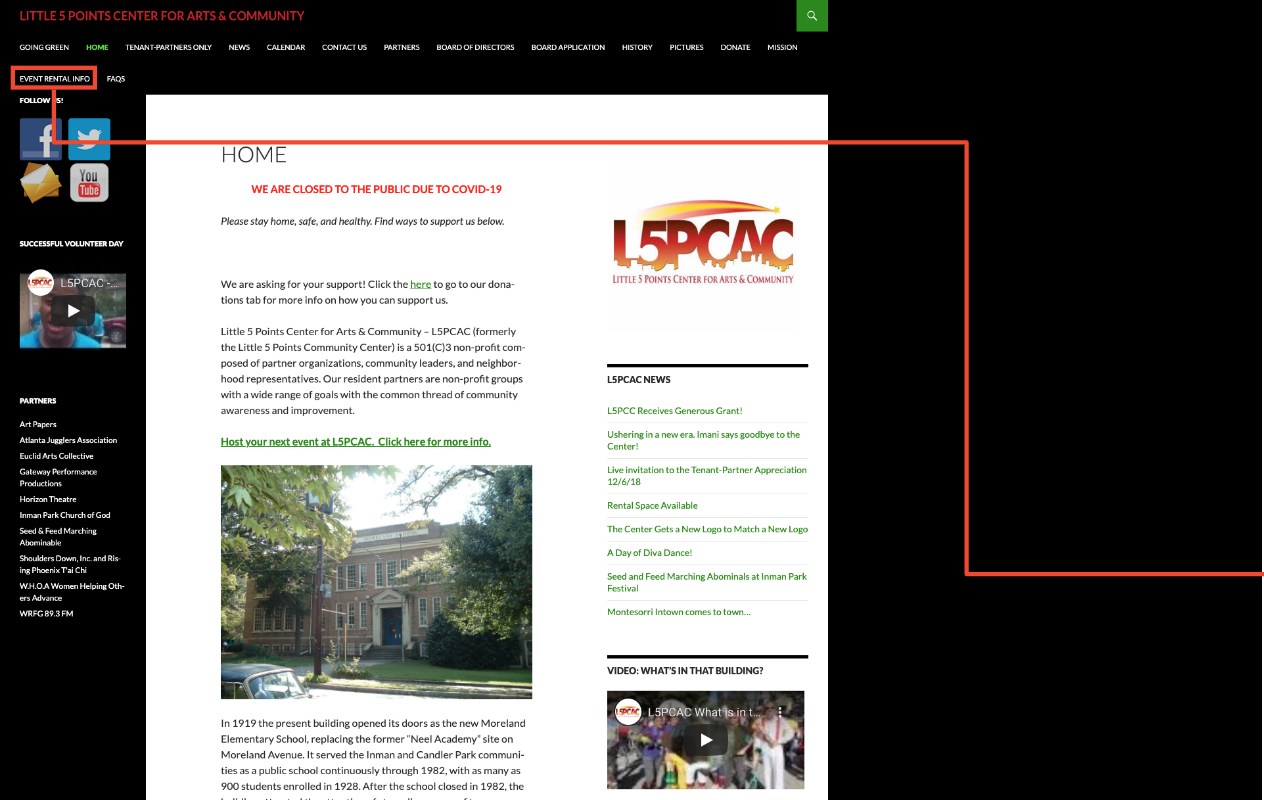 LITTLE 5 POINTS CENTER FOR ARTS & COMMUNITY
GOING GREEN HOME TENANT-PARTNERS ONLY NEWS CALENDAR CONTACT US PARTNERS BOARD OF DIRECTORS BOARD APPLICATION HISTORY PICTURES DONATE MISSION
EVENT RENTAL INFO FAQS
FOLLOW US!
f
You
Tube
SUCCESSFUL VOLUNTEER DAY
L5PCAC
L5PCAC -...
PARTNERS
Art Papers
Atlanta Jugglers Association
Euclid Arts Collective
Gateway Performance
Productions
Horizon Theatre
Inman Park Church of God
Seed & Feed Marching
Abominable
Shoulders Down, Inc. and Ris-
ing Phoenix T'ai Chi
W.H.O.A Women Helping Oth-
ers Advance
WRFG 89.3 FM
HOME
WE ARE CLOSED TO THE PUBLIC DUE TO COVID-19
Please stay home, safe, and healthy. Find ways to support us below.
We are asking for your support! Click the here to go to our dona-
tions tab for more info on how you can support us.
Little 5 Points Center for Arts & Community – L5PCAC (formerly
the Little 5 Points Community Center) is a 501(C)3 non-profit com-
posed of partner organizations, community leaders, and neighbor-
hood representatives. Our resident partners are non-profit groups
with a wide range of goals with the common thread of community
awareness and improvement.
Host your next event at L5PCAC. Click here for more info.
In 1919 the present building opened its doors as the new Moreland
Elementary School, replacing the former "Neel Academy" site on
Moreland Avenue. It served the Inman and Candler Park communi-
ties as a public school continuously through 1982, with as many as
900 students enrolled in 1928. After the school closed in 1982, the
L5PCAC
LITTLE 5 POINTS CENTER FOR ARTS & COMMUNITY
L5PCAC NEWS
L5PCC Receives Generous Grant!
Ushering in a new era. Imani says goodbye to the
Center!
Live invitation to the Tenant-Partner Appreciation
12/6/18
Rental Space Available
The Center Gets a New Logo to Match a New Logo
A Day of Diva Dance!
Seed and Feed Marching Abominals at Inman Park
Festival
Montesorri Intown comes to town…
VIDEO: WHAT'S IN THAT BUILDING?
L5PCAC
L5PCAC What is in t...